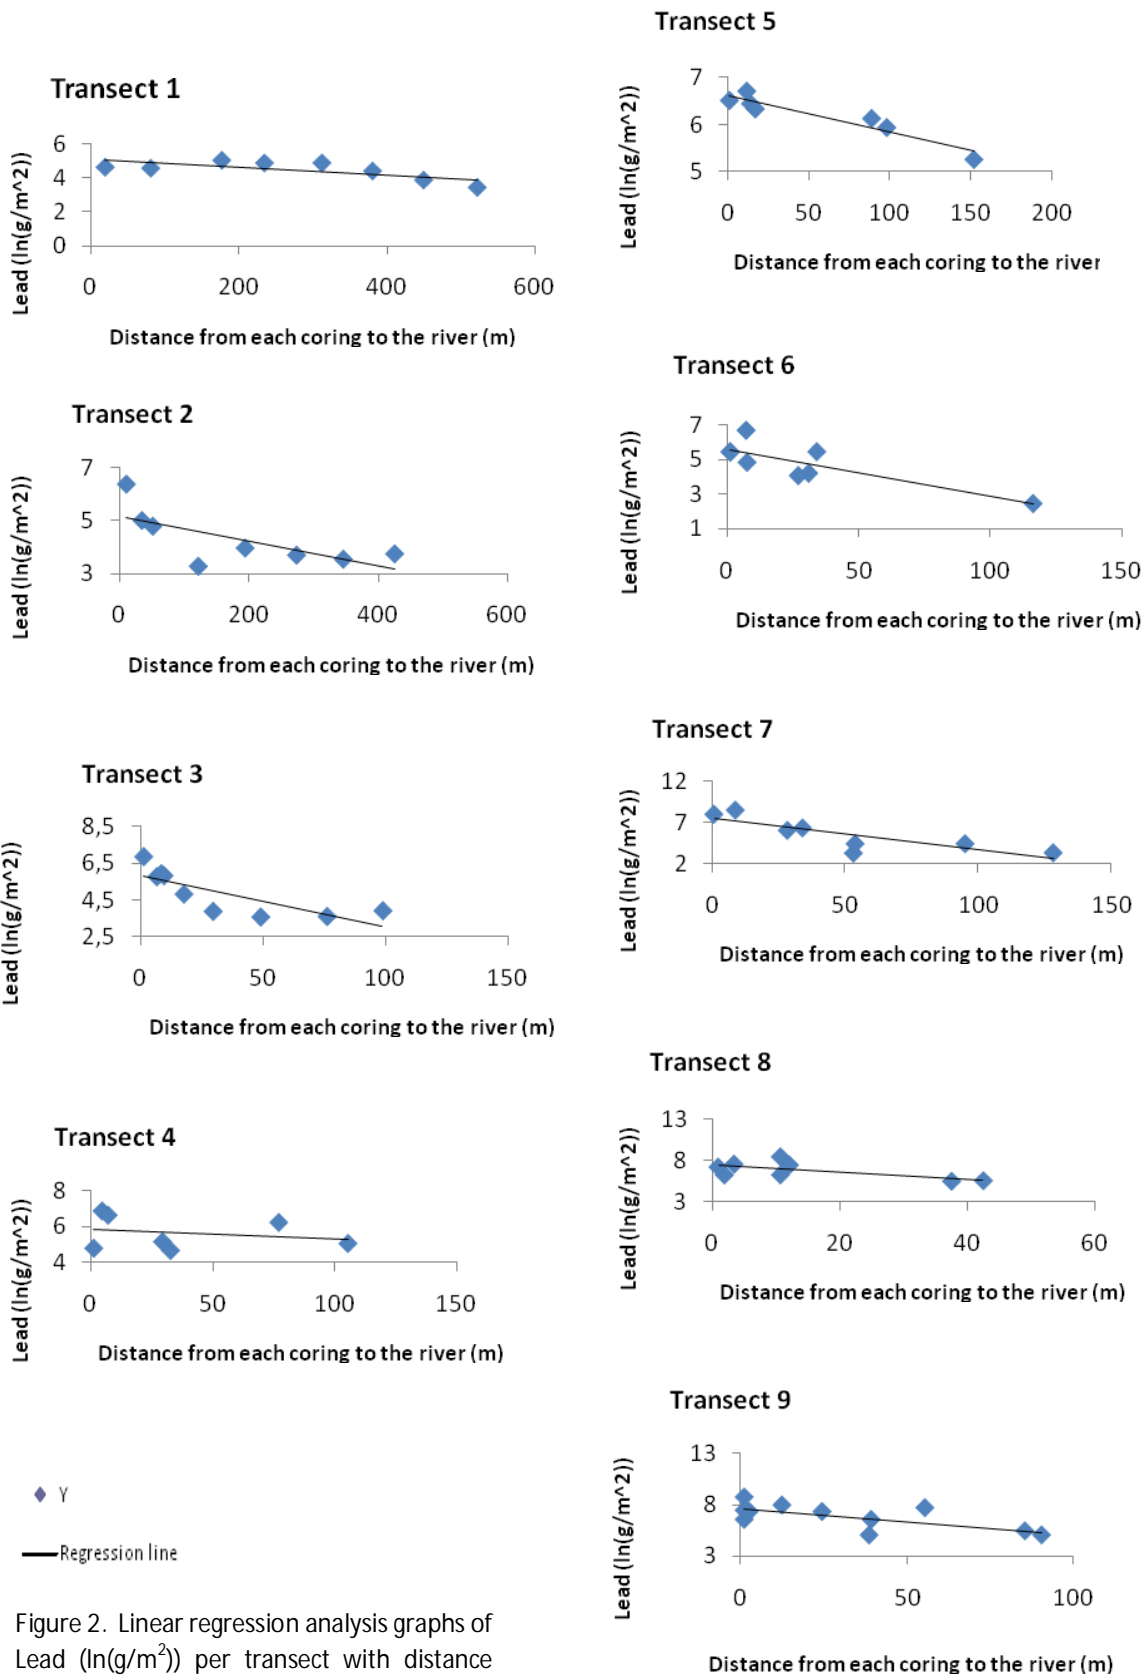 Transect 1
Lead (ln(g/m^2))
6
4
2
0
0 200 400 600
Distance from each coring to the river (m)
Transect 2
Lead (ln(g/m^2))
7
5
3
0 200 400 600
Distance from each coring to the river (m)
Transect 3
Lead (ln(g/m^2))
8,5
6,5
4,5
2,5
0 50 100 150
Distance from each coring to the river (m)
Transect 4
Lead (ln(g/m^2))
8
6
4
0 50 100 150
Distance from each coring to the river (m)
Y
Regression line
Figure 2. Linear regression analysis graphs of
Lead (ln(g/m²)) per transect with distance
Transect 5
Lead (ln(g/m^2))
7
6
5
0 50 100 150 200
Distance from each coring to the river
Transect 6
Lead (ln(g/m^2))
7
5
3
1
0 50 100 150
Distance from each coring to the river (m)
Transect 7
Lead (ln(g/m^2))
12
7
2
0 50 100 150
Distance from each coring to the river (m)
Transect 8
Lead (ln(g/m^2))
13
8
3
0 20 40 60
Distance from each coring to the river (m)
Transect 9
Lead (ln(g/m^2))
13
8
3
0 50 100
Distance from each coring to the river (m)